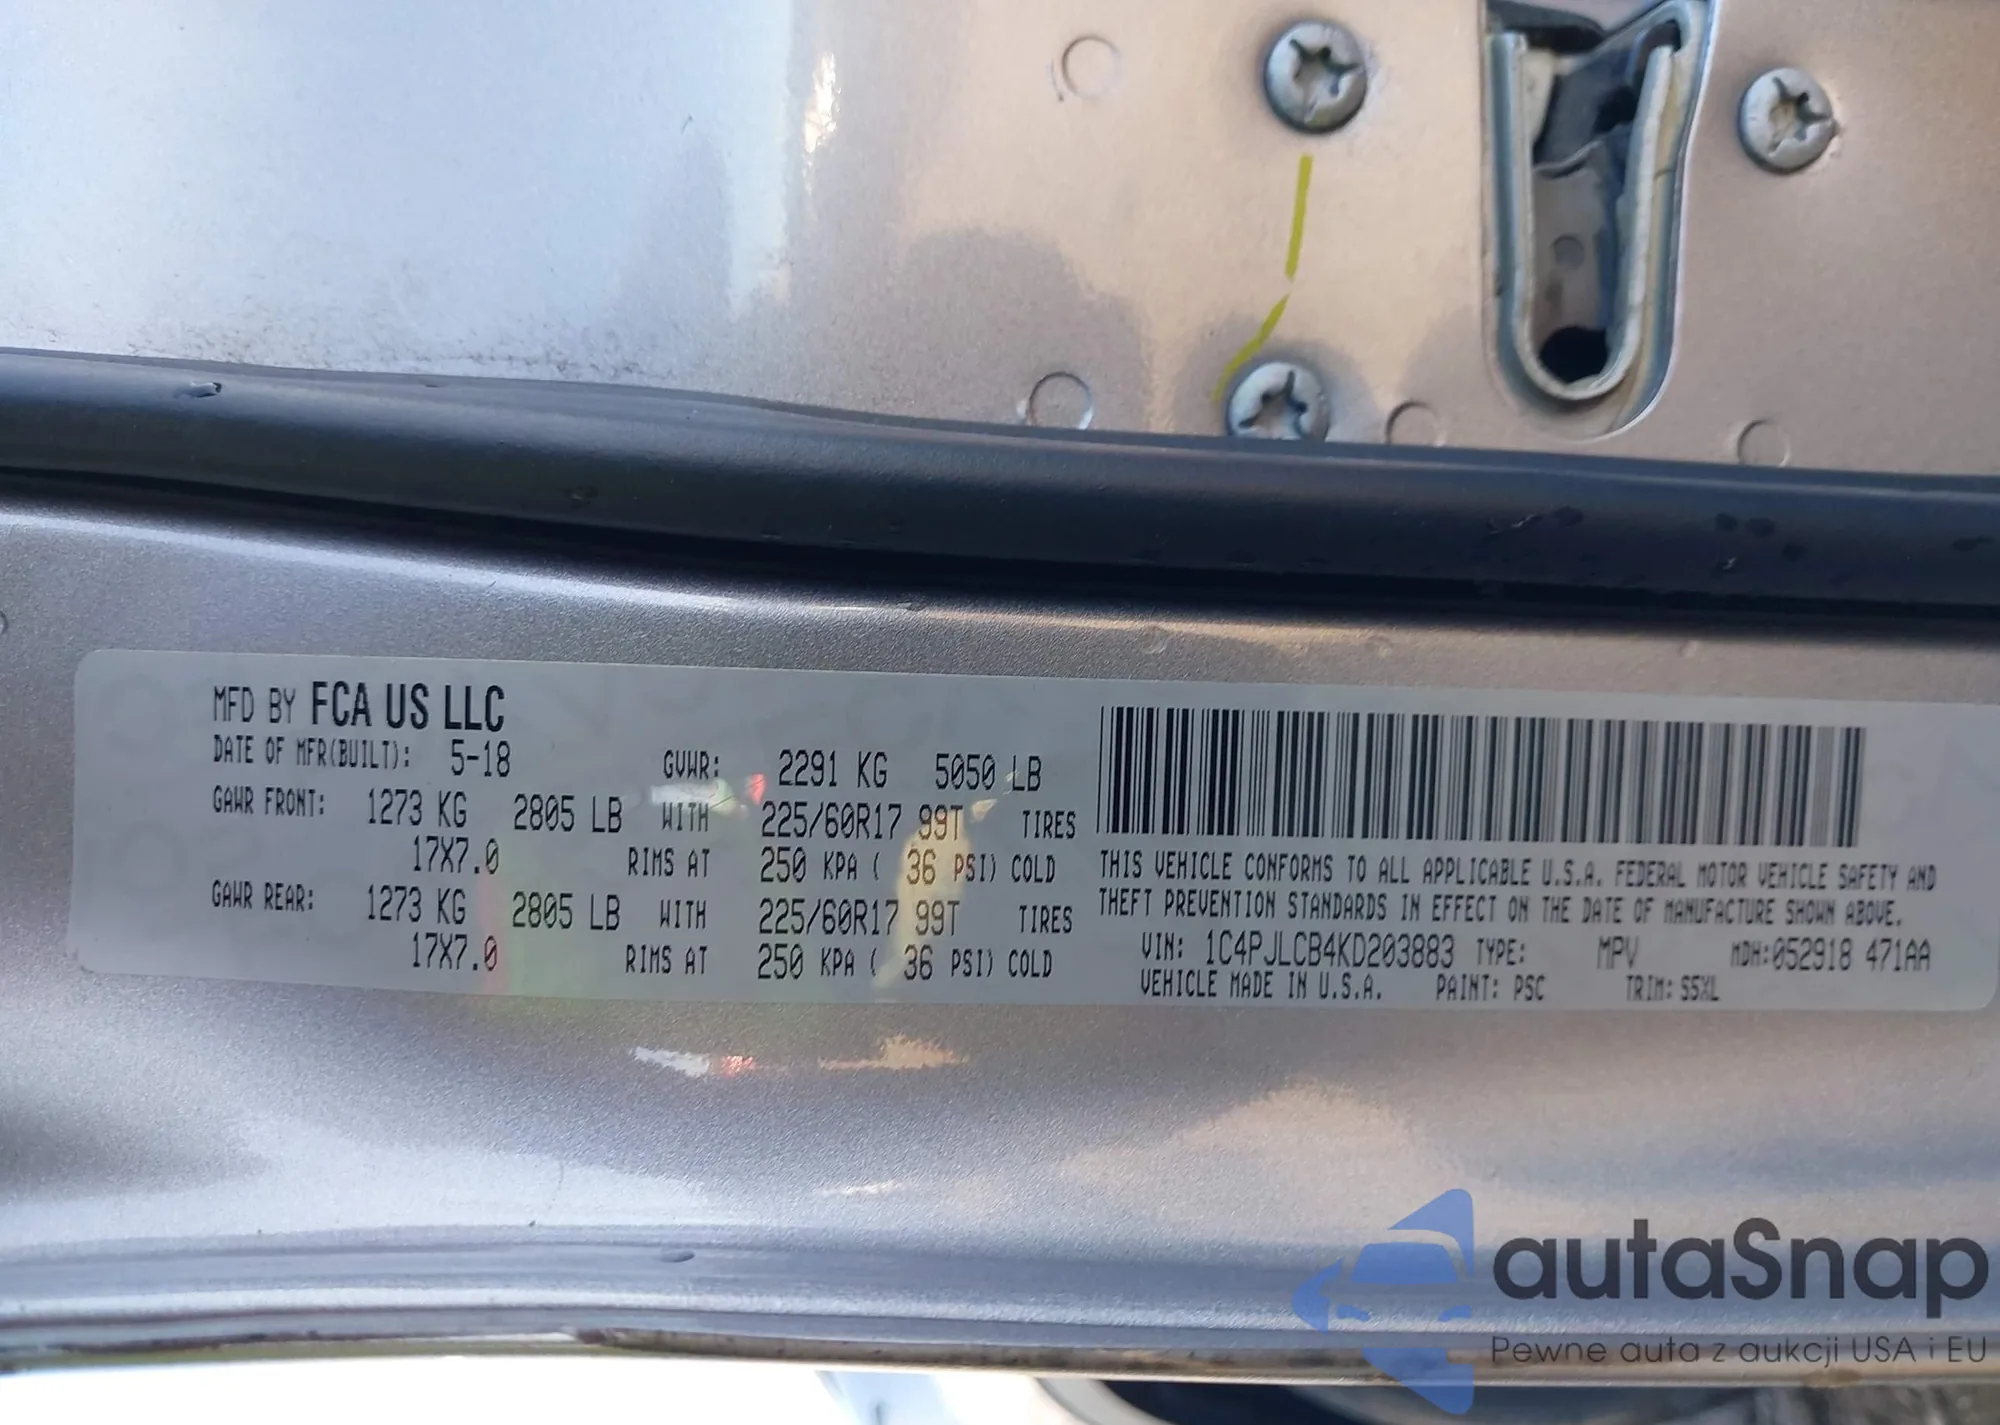 MFD BY FCA US LLC
DATE OF MFR(BUILT): 5-18 GVWR: 2291 KG 5050 LB
GAWR FRONT: 1273 KG 2805 LB WITH 225/60R17 99T TIRES
17X7.0 RIMS AT 250 KPA ( 36 PSI) COLD
GAWR REAR: 1273 KG 2805 LB WITH 225/60R17 99T TIRES
17X7.0 RIMS AT 250 KPA ( 36 PSI) COLD
THIS VEHICLE CONFORMS TO ALL APPLICABLE U.S.A. FEDERAL MOTOR VEHICLE SAFETY AND
THEFT PREVENTION STANDARDS IN EFFECT ON THE DATE OF MANUFACTURE SHOWN ABOVE.
VIN: 1C4PJLCB4KD203883 TYPE: MPV MDH:052918 471AA
VEHICLE MADE IN U.S.A. PAINT: PSC TRIM: S5XL
autaSnap
Pewne auta z aukcji USA i EU